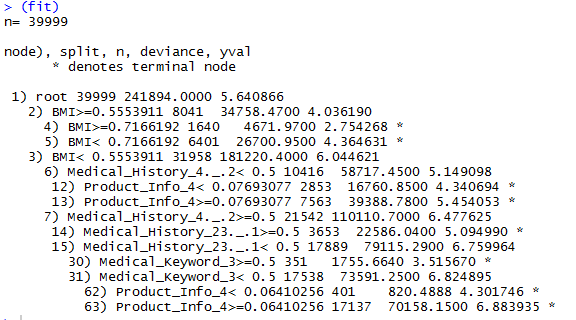 > (fit)
n= 39999
node), split, n, deviance, yval
* denotes terminal node
1) root 39999 241894.0000 5.640866
2) BMI>=0.5553911 8041 34758.4700 4.036190
4) BMI>=0.7166192 1640 4671.9700 2.754268 *
5) BMI< 0.7166192 6401 26700.9500 4.364631 *
3) BMI< 0.5553911 31958 181220.4000 6.044621
6) Medical_History_4._.2< 0.5 10416 58717.4500 5.149098
12) Product_Info_4< 0.07693077 2853 16760.8500 4.340694 *
13) Product_Info_4>=0.07693077 7563 39388.7800 5.454053 *
7) Medical_History_4._.2>=0.5 21542 110110.7000 6.477625
14) Medical_History_23._.1>=0.5 3653 22586.0400 5.094990 *
15) Medical_History_23._.1< 0.5 17889 79115.2900 6.759964
30) Medical_Keyword_3>=0.5 351 1755.6640 3.515670 *
31) Medical_Keyword_3< 0.5 17538 73591.2500 6.824895
62) Product_Info_4< 0.06410256 401 820.4888 4.301746 *
63) Product_Info_4>=0.06410256 17137 70158.1500 6.883935 *